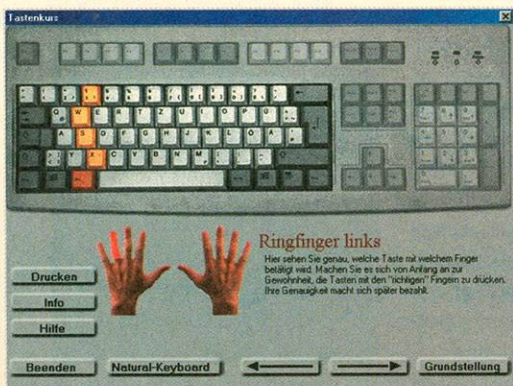 Tastenkurs
Q W E R T Z U I O P Ü
A S D F G H J K L Ö Ä
Y X C V B N M
Ringfinger links
Hier sehen Sie genau, welche Taste mit welchem Finger
betätigt wird. Machen Sie es sich von Anfang an zur
Gewohnheit, die Tasten mit den "richtigen" Fingern zu drücken.
Ihre Genauigkeit macht sich später bezahlt.
Drucken
Info
Hilfe
Beenden
Natural-Keyboard
Grundstellung